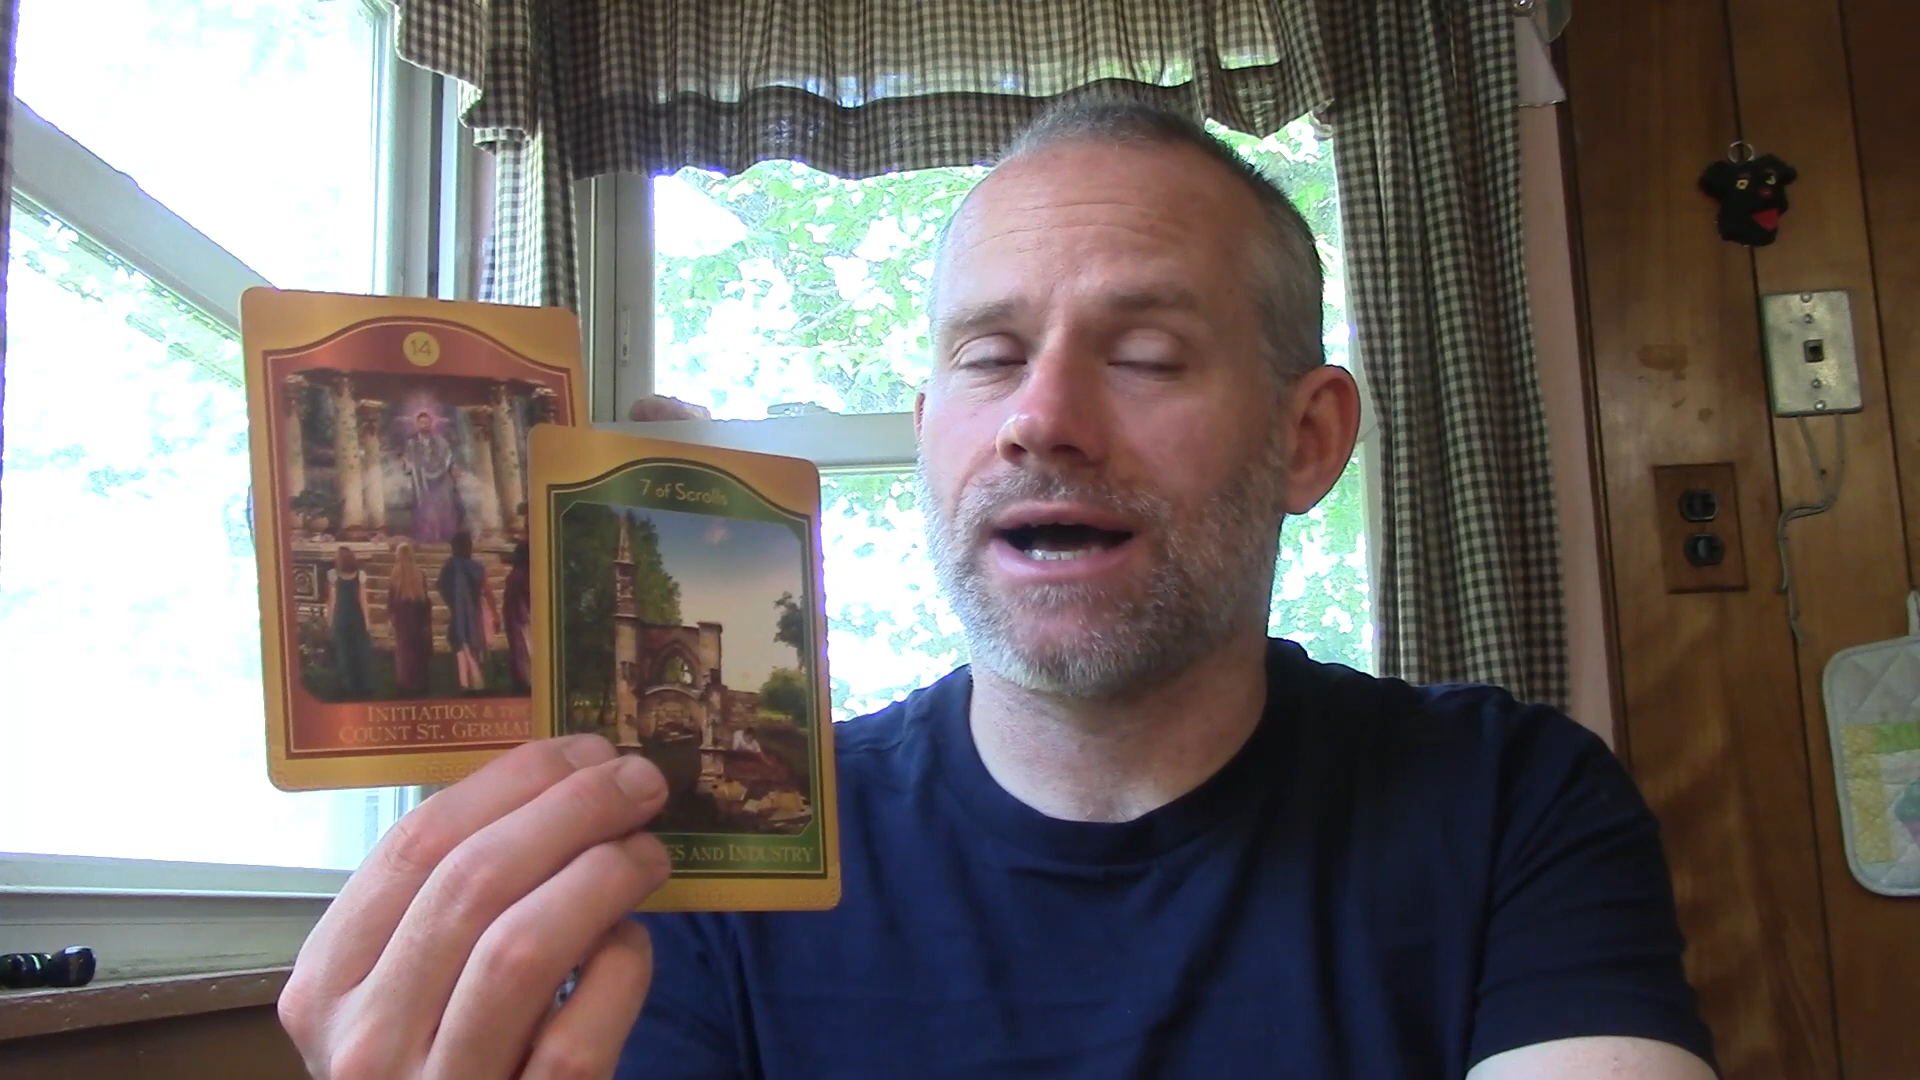 14
INITIATION & THE
COUNT ST. GERMAI
7 of Scrolls
ES AND INDUSTRY